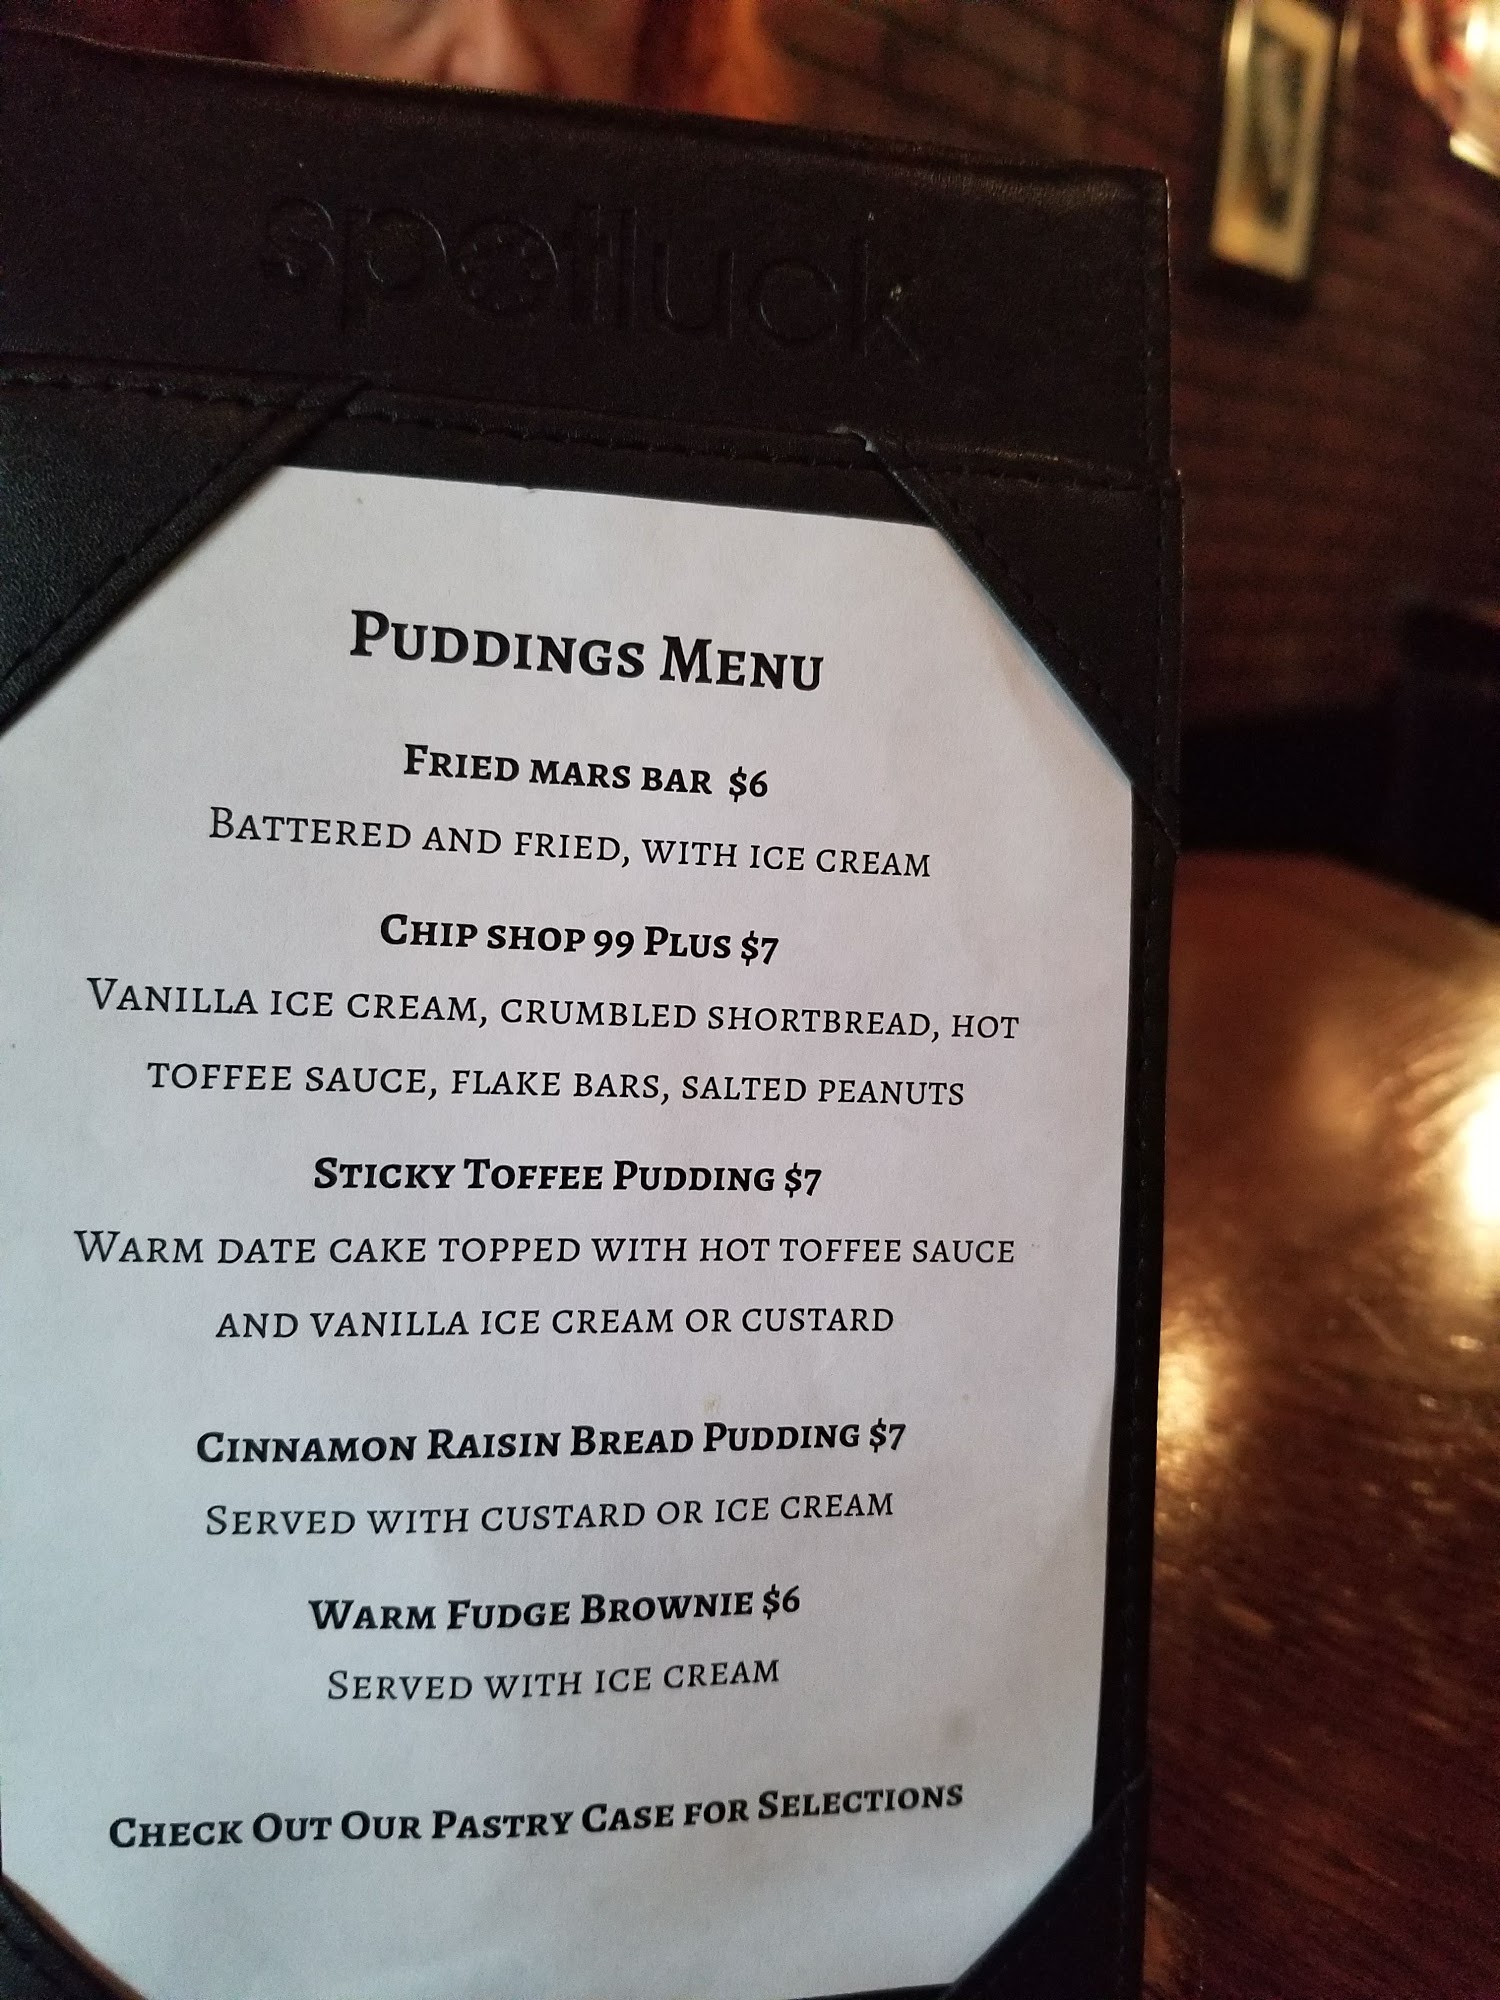 spotluck
Puddings Menu
Fried mars bar $6
Battered and fried, with ice cream
Chip shop 99 Plus $7
Vanilla ice cream, crumbled shortbread, hot
toffee sauce, flake bars, salted peanuts
Sticky Toffee Pudding $7
Warm date cake topped with hot toffee sauce
and vanilla ice cream or custard
Cinnamon Raisin Bread Pudding $7
Served with custard or ice cream
Warm Fudge Brownie $6
Served with ice cream
Check Out Our Pastry Case for Selections